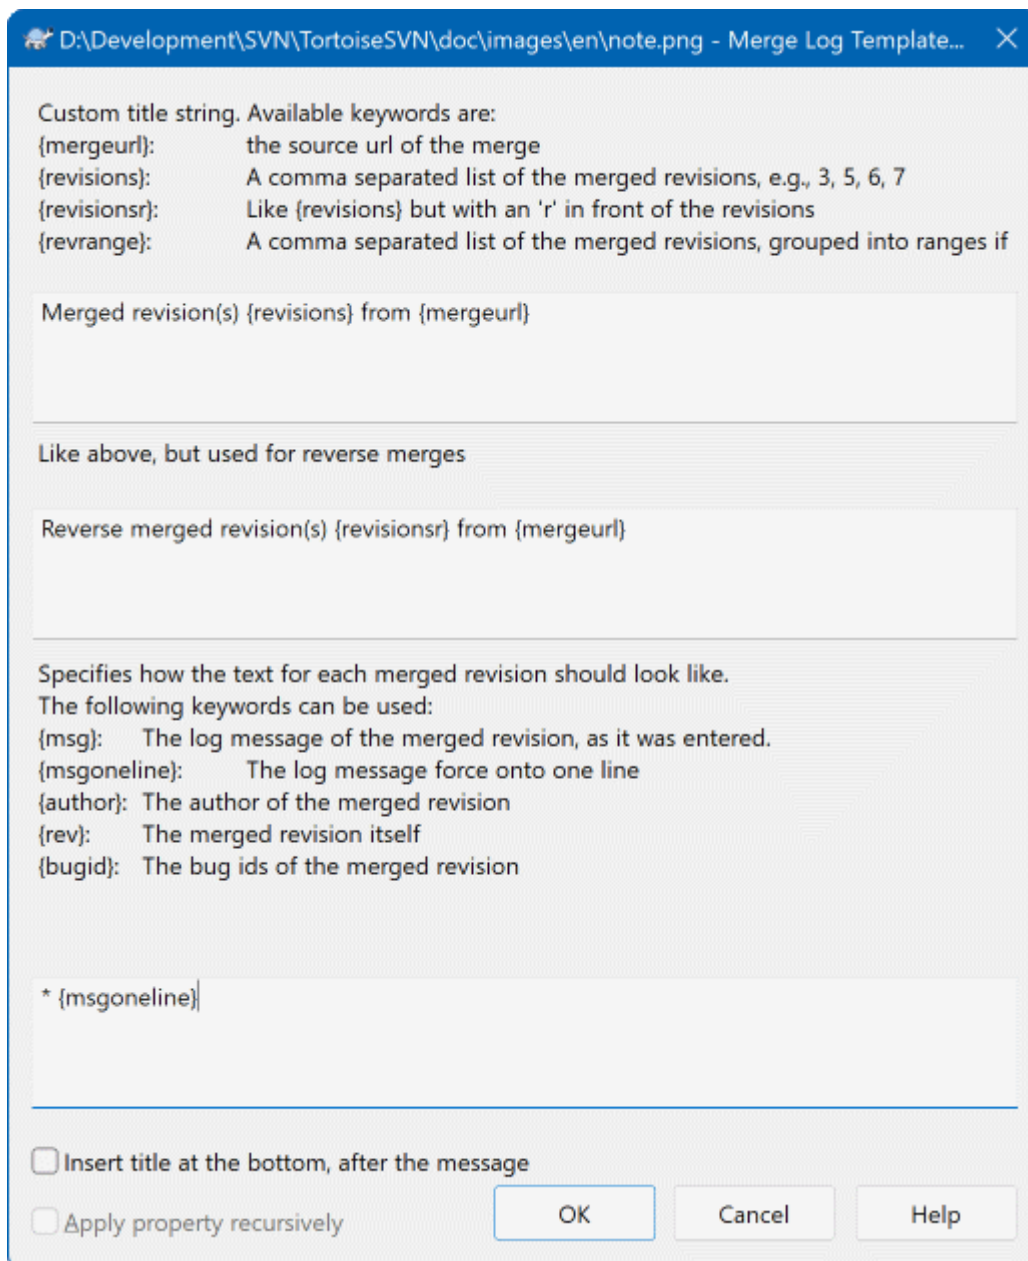 D:\Development\SVN\TortoiseSVN\doc\images\en\note.png - Merge Log Template...
Custom title string. Available keywords are:
{mergeurl}: the source url of the merge
{revisions}: A comma separated list of the merged revisions, e.g., 3, 5, 6, 7
{revisionsr}: Like {revisions} but with an 'r' in front of the revisions
{revrange}: A comma separated list of the merged revisions, grouped into ranges if
Merged revision(s) {revisions} from {mergeurl}
Like above, but used for reverse merges
Reverse merged revision(s) {revisionsr} from {mergeurl}
Specifies how the text for each merged revision should look like.
The following keywords can be used:
{msg}: The log message of the merged revision, as it was entered.
{msgoneline}: The log message force onto one line
{author}: The author of the merged revision
{rev}: The merged revision itself
{bugid}: The bug ids of the merged revision
* {msgoneline}
Insert title at the bottom, after the message
Apply property recursively
OK
Cancel
Help